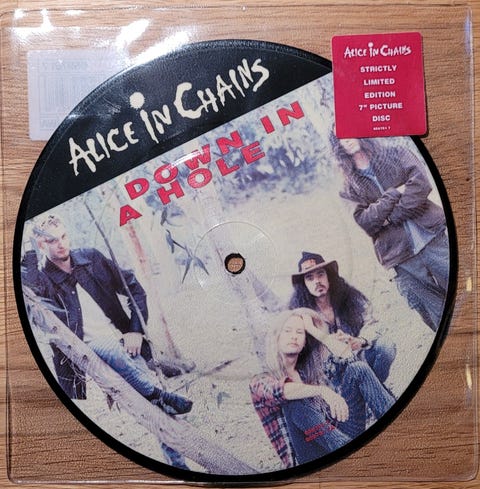 ALICE IN CHAINS
DOWN IN
A HOLE
ALICE IN CHAINS
STRICTLY
LIMITED
EDITION
7" PICTURE
DISC